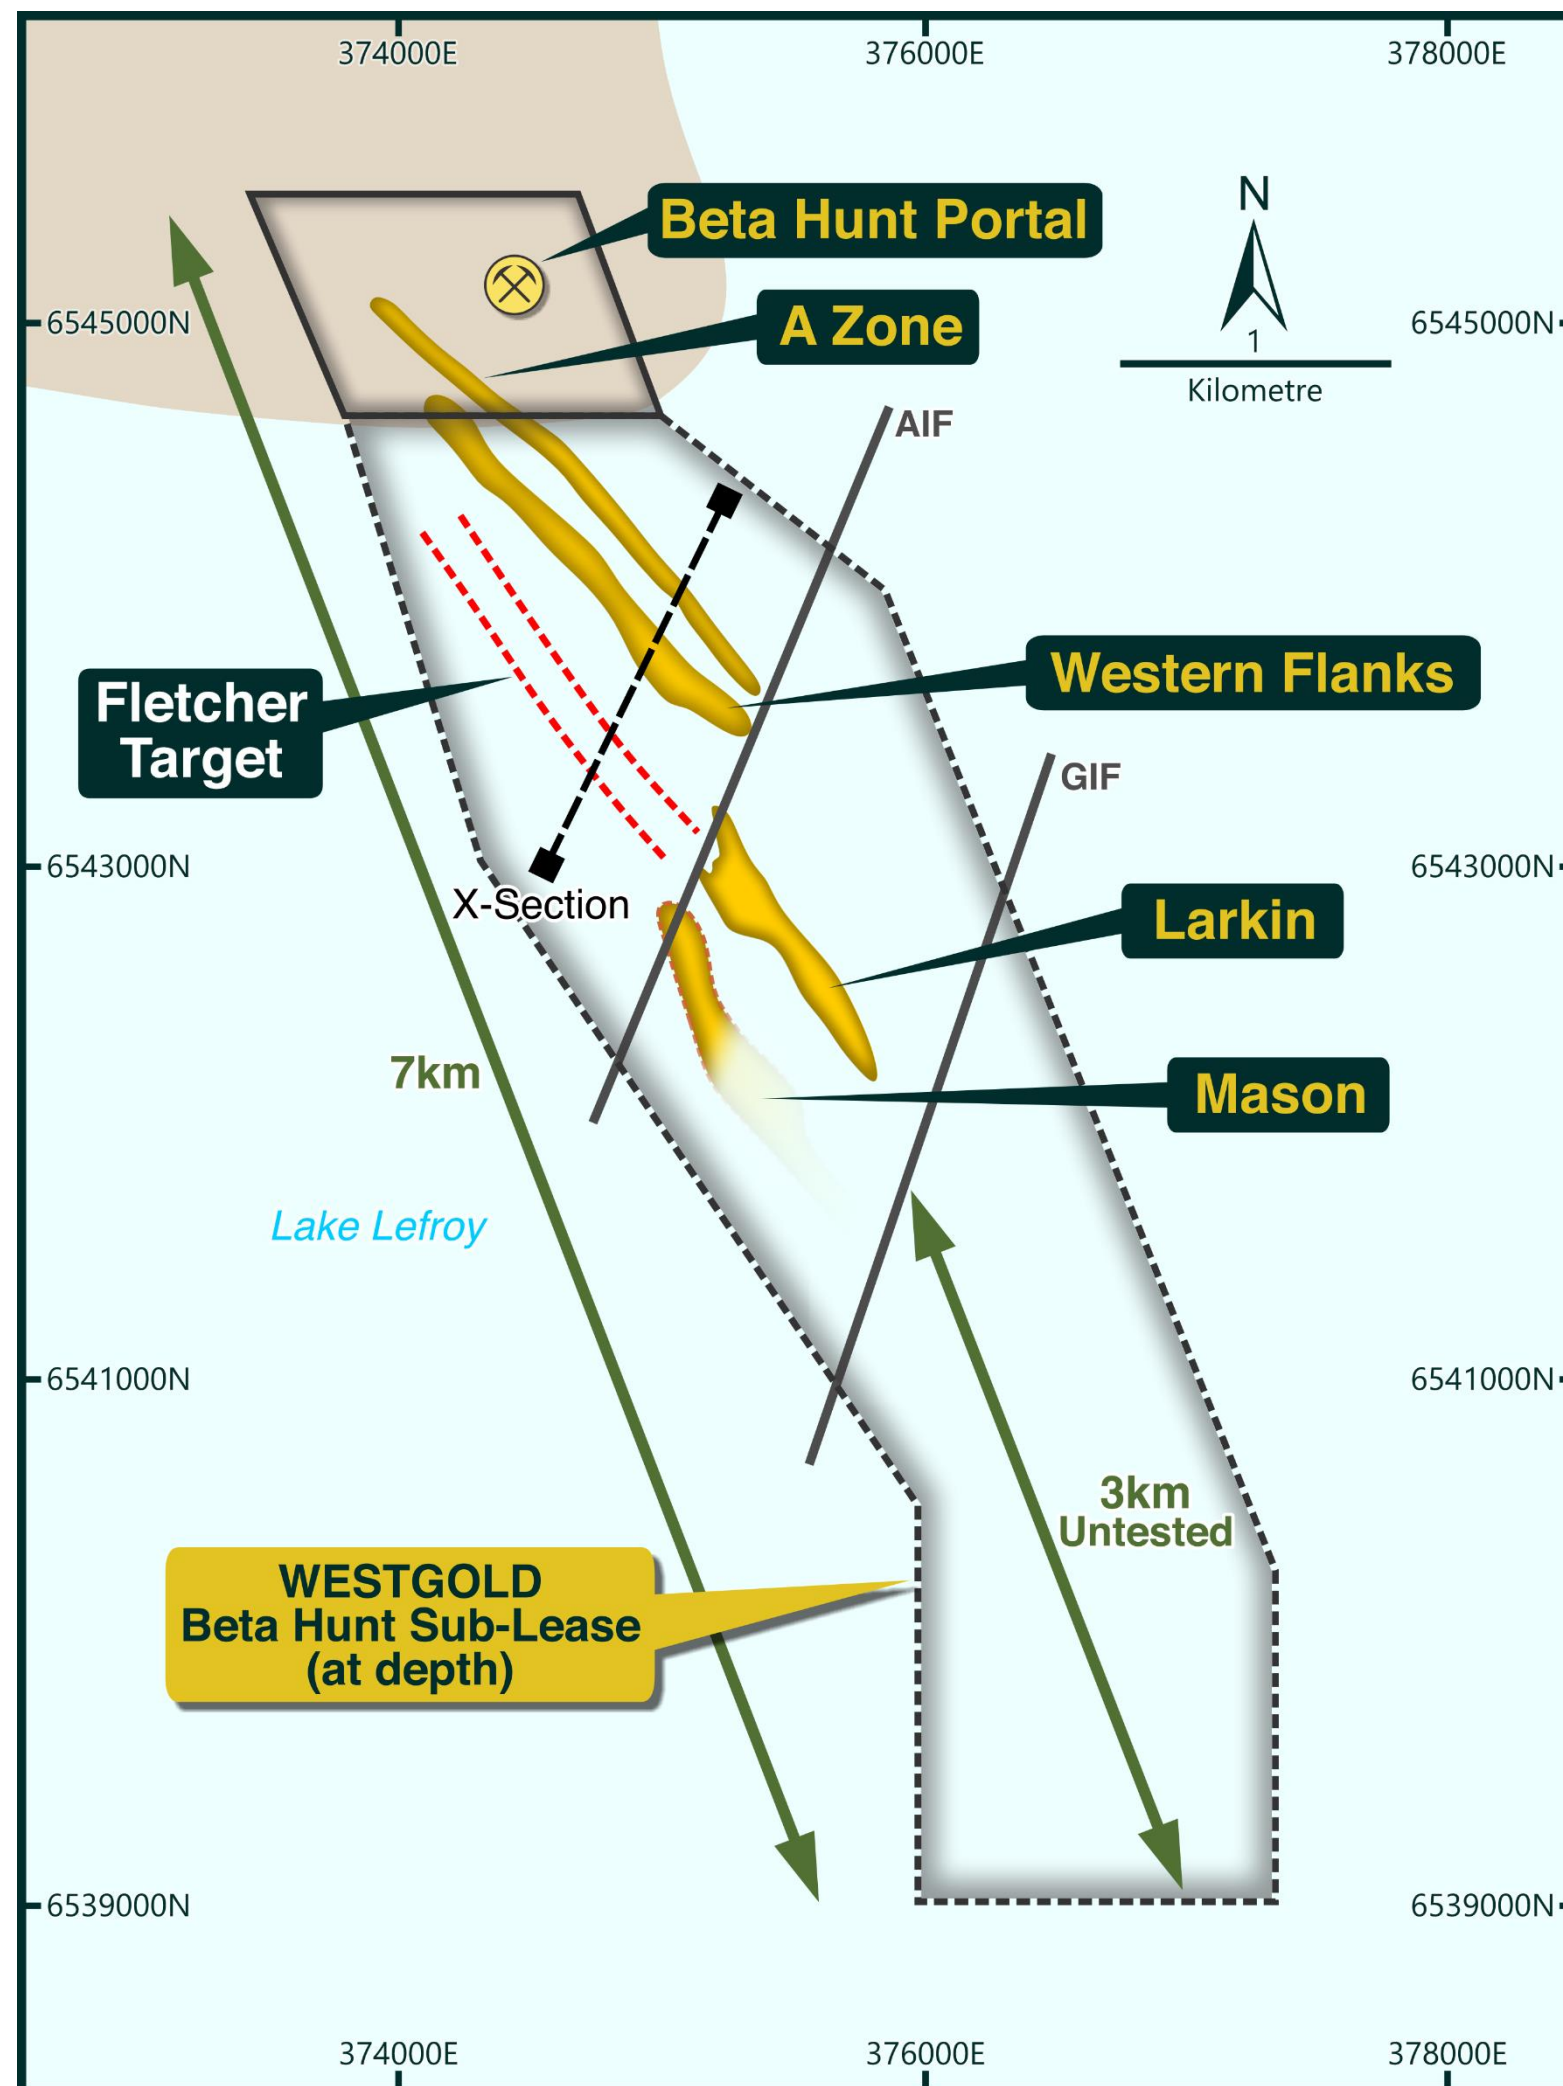 374000E
376000E
378000E
Beta Hunt Portal
N
A Zone
6545000N
6545000N
1
Kilometre
AIF
Western Flanks
Fletcher
Target
GIF
6543000N
6543000N
X-Section
Larkin
7km
Mason
Lake Lefroy
6541000N
6541000N
3km
Untested
WESTGOLD
Beta Hunt Sub-Lease
(at depth)
6539000N
6539000N
374000E
376000E
378000E